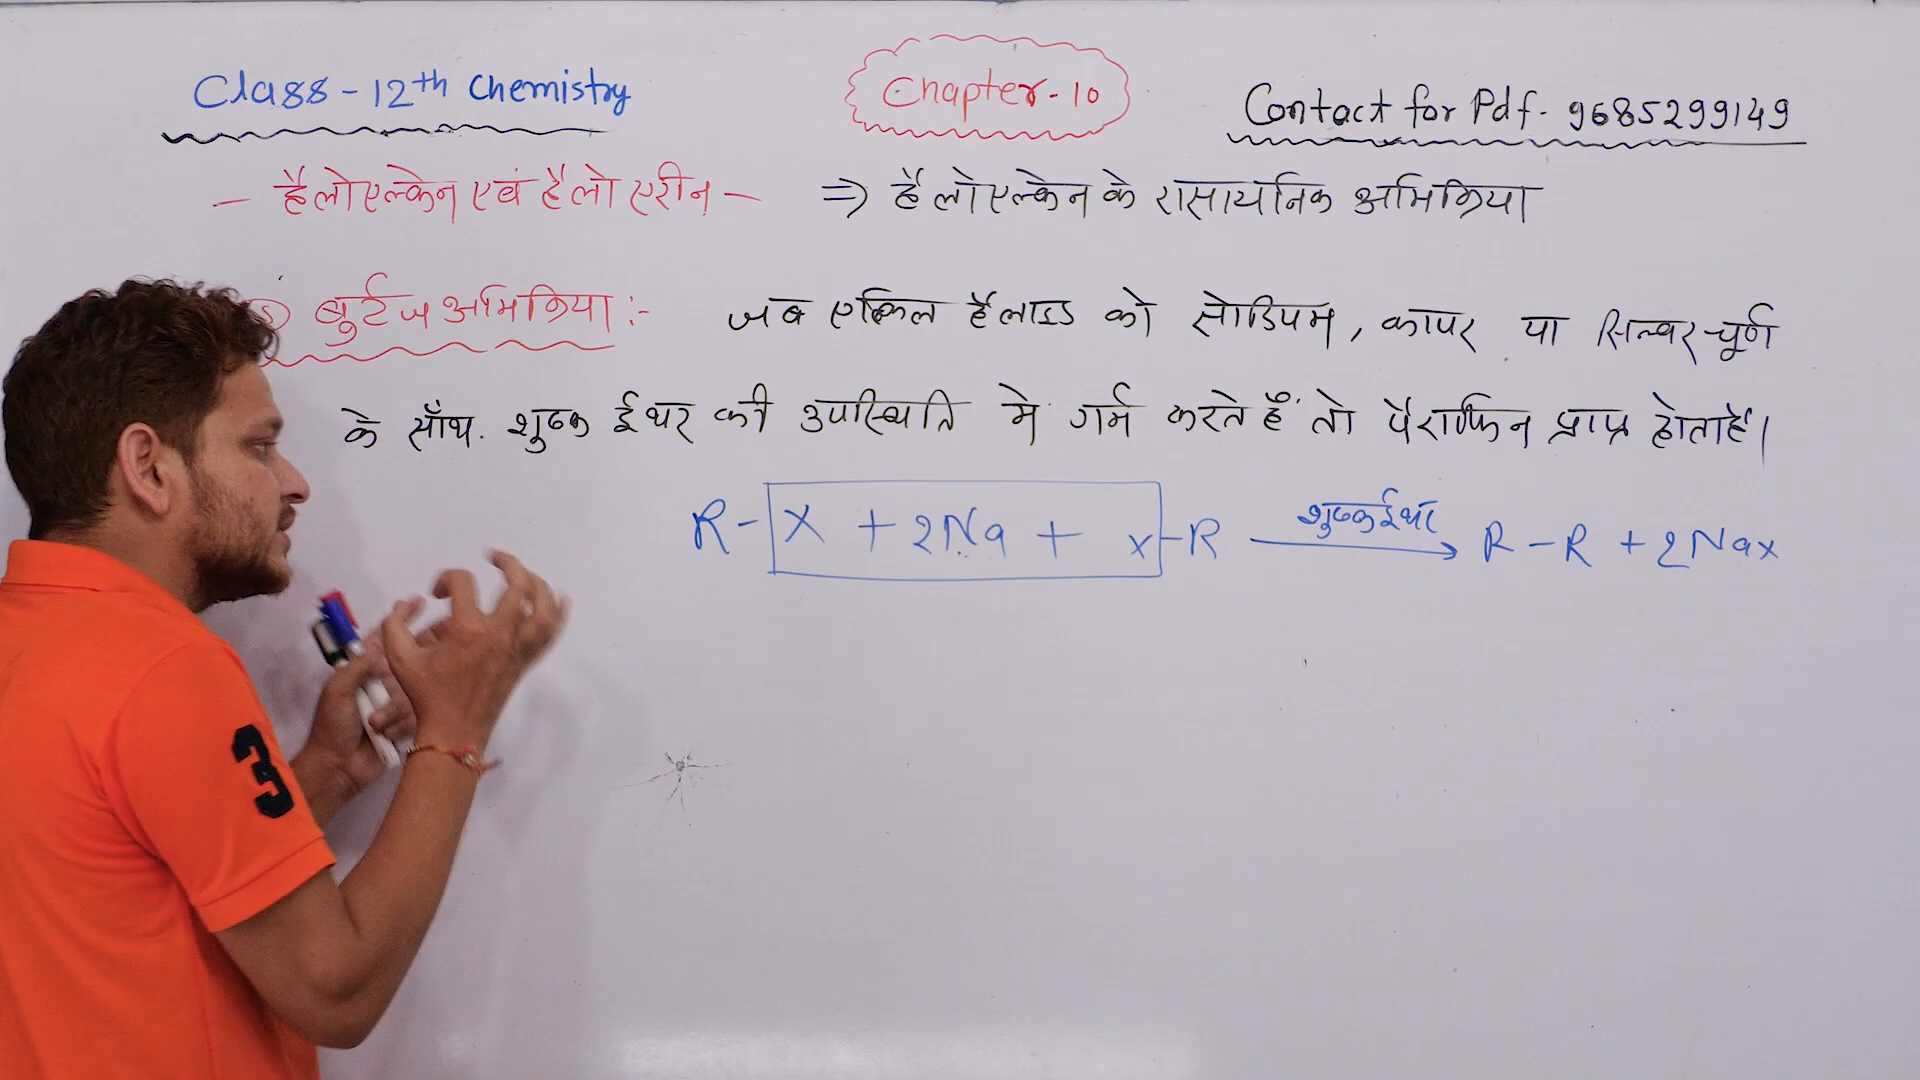 Class - 12th Chemistry
Chapter - 10
Contact for Pdf - 9685299149
- हैलोएल्केन एवं हैलो एरीन -
⇒ हैलोएल्केन के रासायनिक अभिक्रिया
वुर्टज अभिक्रिया :-
जब एल्किल हैलाइड को सोडियम, कापर या सिल्वर चूर्ण
के साँथ शुष्क ईथर की उपस्थिति मे गर्म करते हैं तो पैराफिन प्राप्त होता है।
R - X + 2Na + x - R शुष्क ईथर → R - R + 2Nax
3